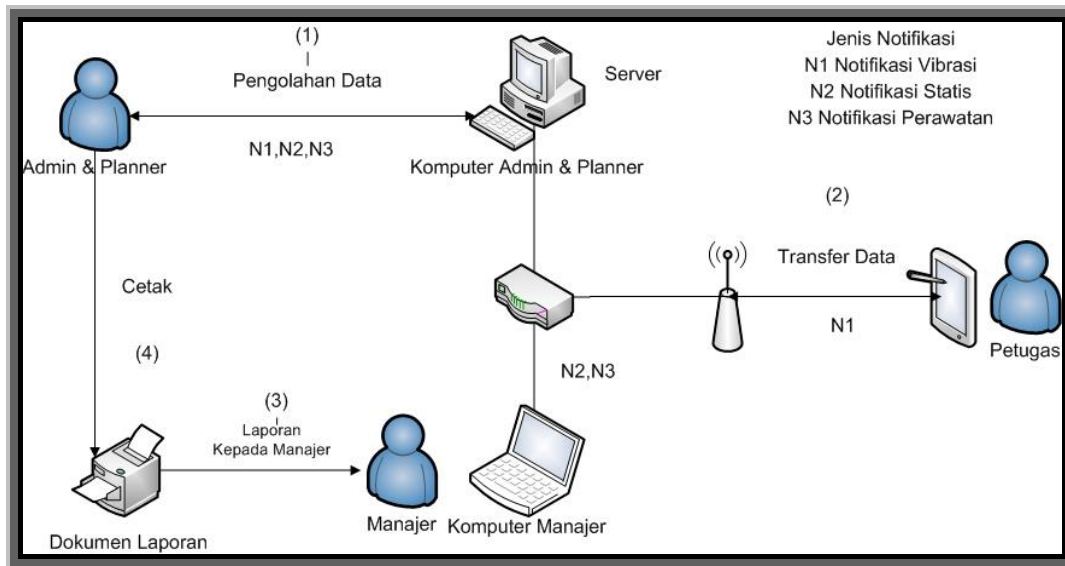 (1)
Pengolahan Data
N1,N2,N3
Admin & Planner
Server
Komputer Admin & Planner
Jenis Notifikasi
N1 Notifikasi Vibrasi
N2 Notifikasi Statis
N3 Notifikasi Perawatan
(2)
Transfer Data
N1
Petugas
Cetak
(4)
N2,N3
(3)
Laporan
Kepada Manajer
Manajer
Komputer Manajer
Dokumen Laporan